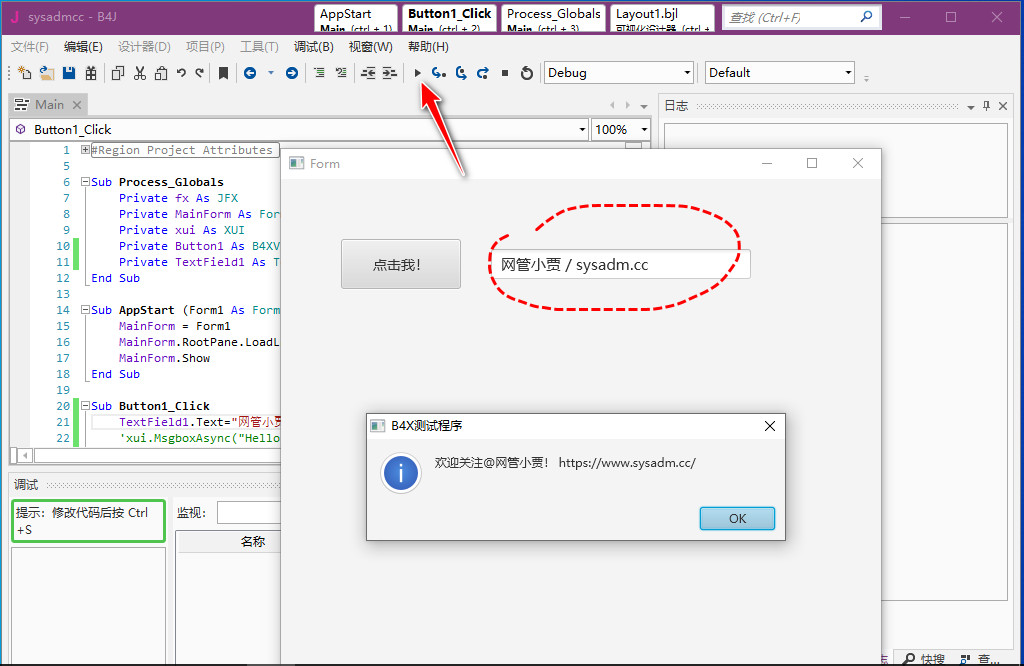 sysadmcc - B4J
AppStart
Main (ctrl + 1)
Button1_Click
Main (ctrl + 2)
Process_Globals
Main (ctrl + 3)
Layout1.bjl
可视化设计器 (ctrl +
查找 (Ctrl+F)
文件(F) 编辑(E) 设计器(D) 项目(P) 工具(T) 调试(B) 视窗(W) 帮助(H)
Debug
Default
Main
日志
Button1_Click
100%
1 #Region Project Attributes
5
6 Sub Process_Globals
7 Private fx As JFX
8 Private MainForm As For
9 Private xui As XUI
10 Private Button1 As B4XV
11 Private TextField1 As T
12 End Sub
13
14 Sub AppStart (Form1 As Form
15 MainForm = Form1
16 MainForm.RootPane.LoadL
17 MainForm.Show
18 End Sub
19
20 Sub Button1_Click
21 TextField1.Text="网管小贾
22 'xui.MsgboxAsync("Hello
Form
点击我!
网管小贾 / sysadm.cc
B4X测试程序
欢迎关注@网管小贾! https://www.sysadm.cc/
OK
调试
提示: 修改代码后按 Ctrl
+S
监视:
名称
志
快搜
查...